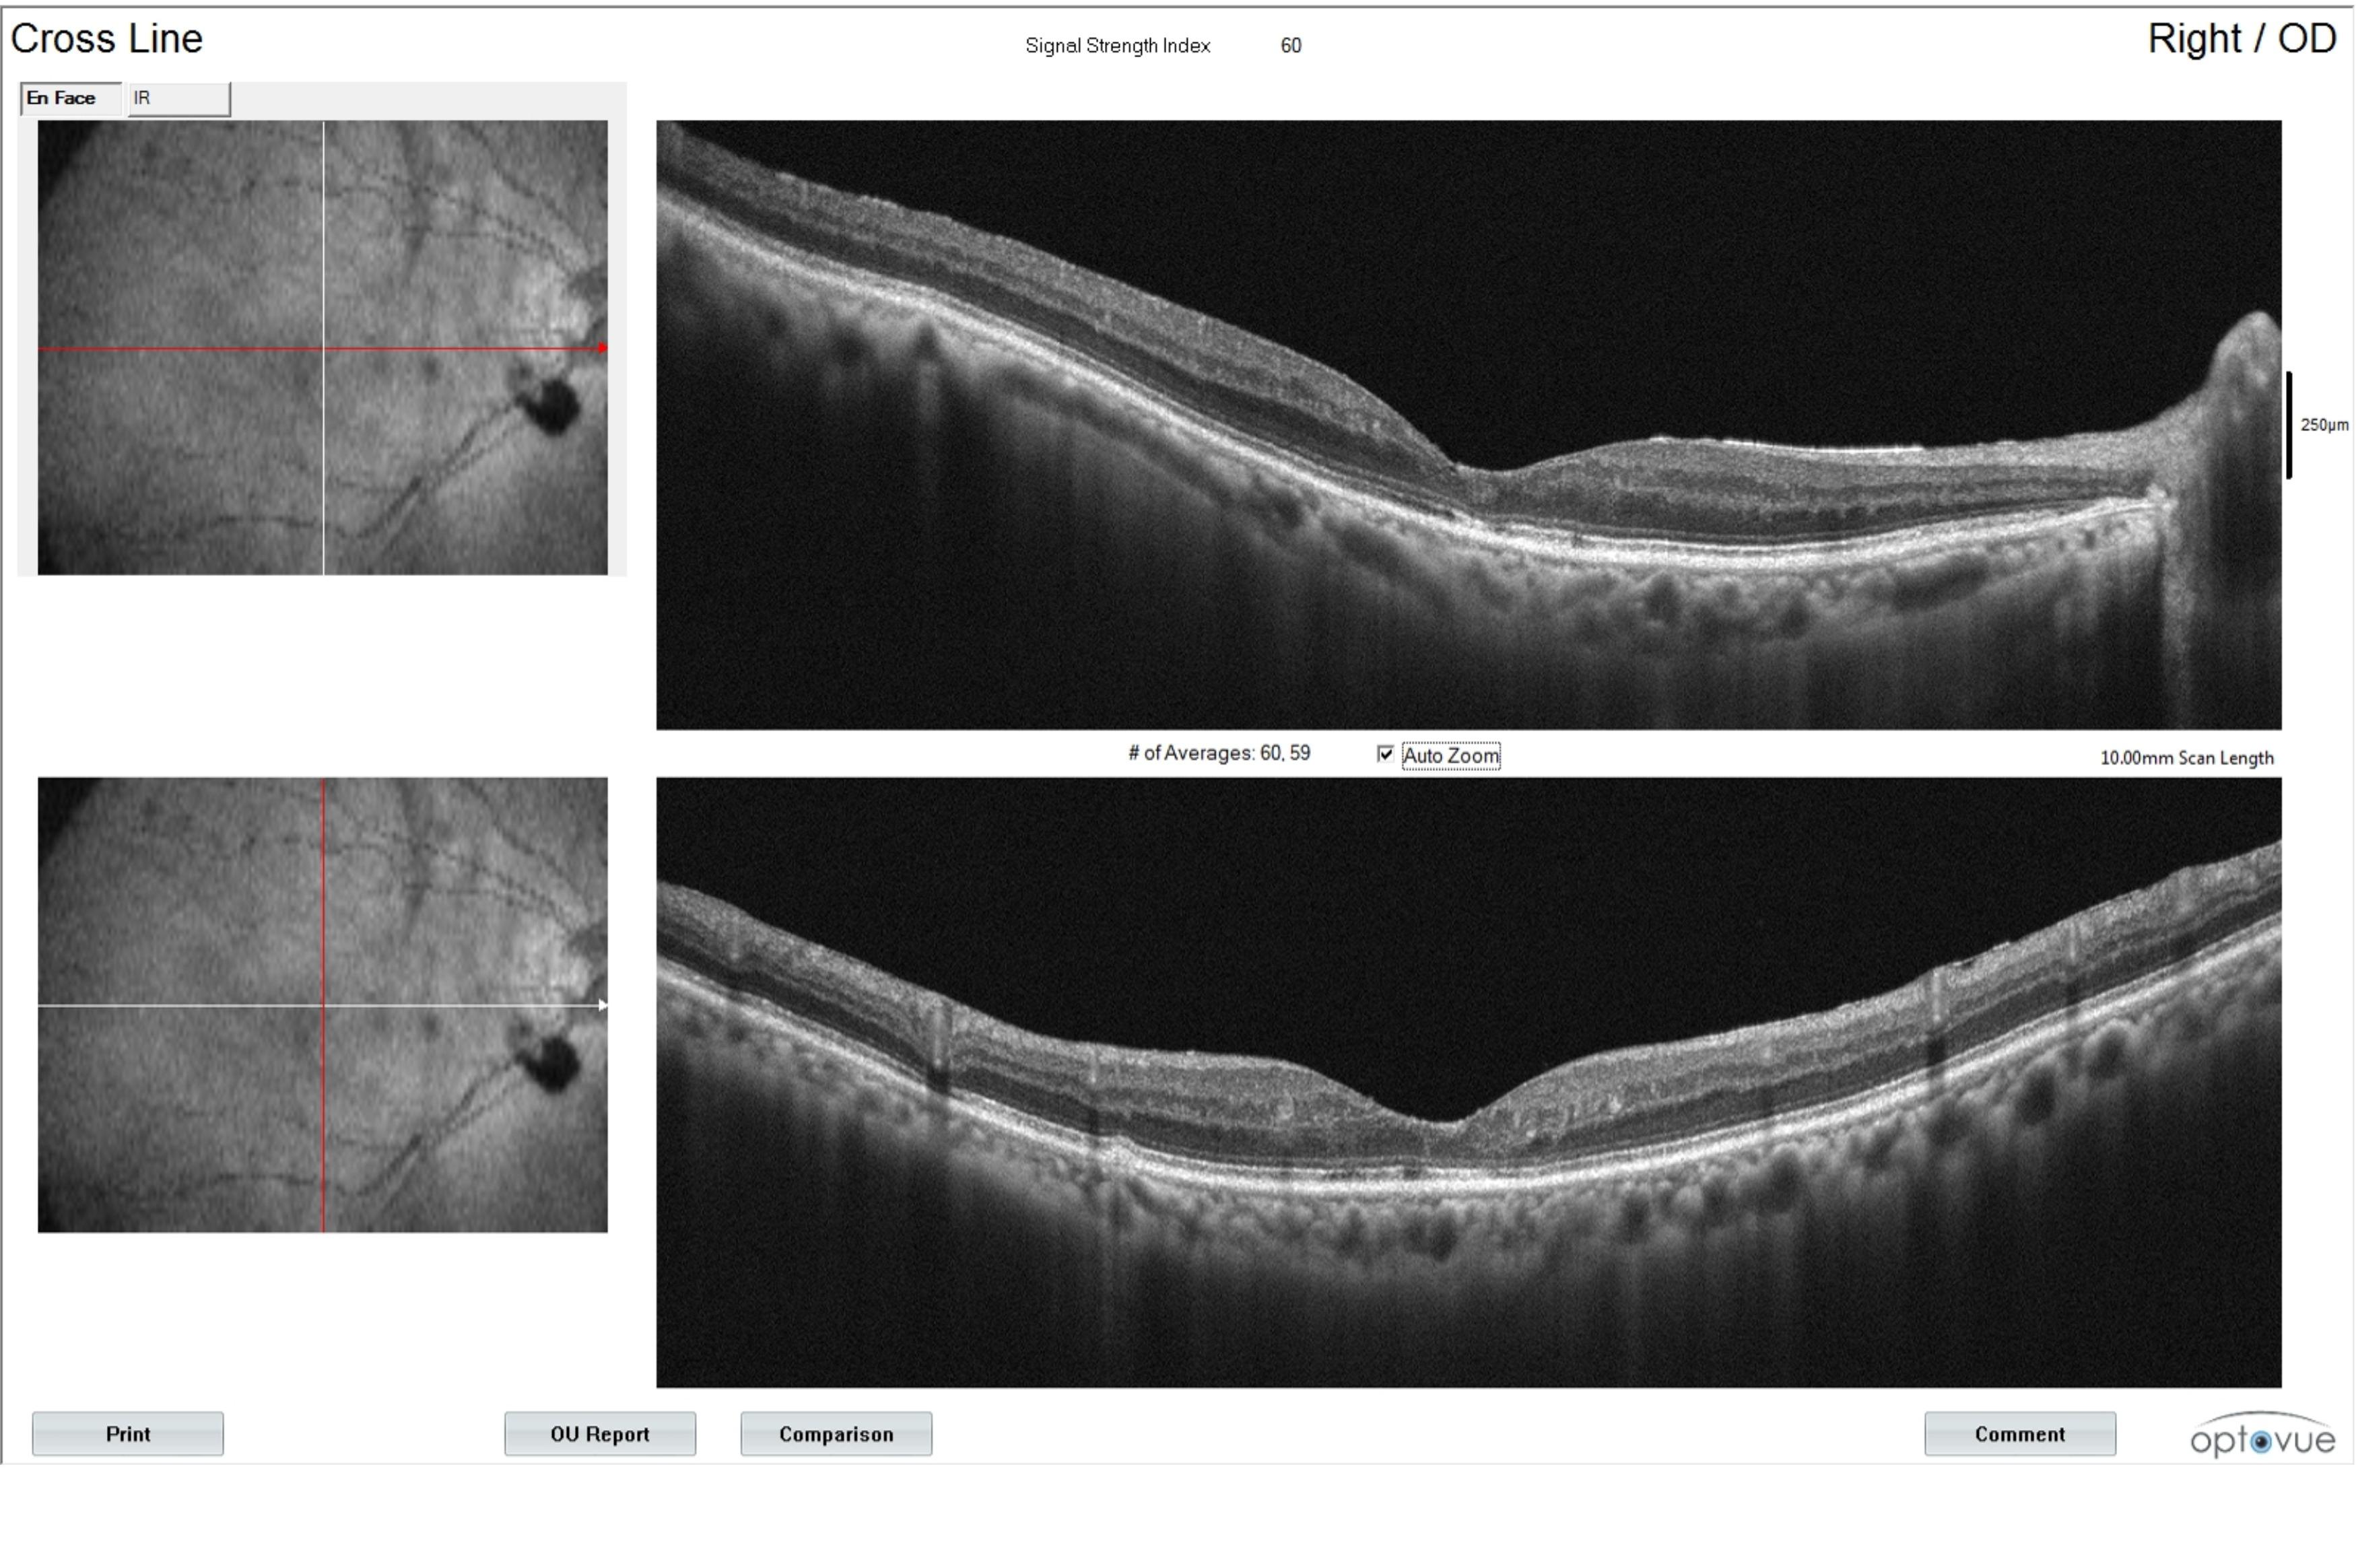 Cross Line
Signal Strength Index 60
Right / OD
En Face
IR
250µm
# of Averages: 60, 59
Auto Zoom
10.00mm Scan Length
Print
OU Report
Comparison
Comment
optovue